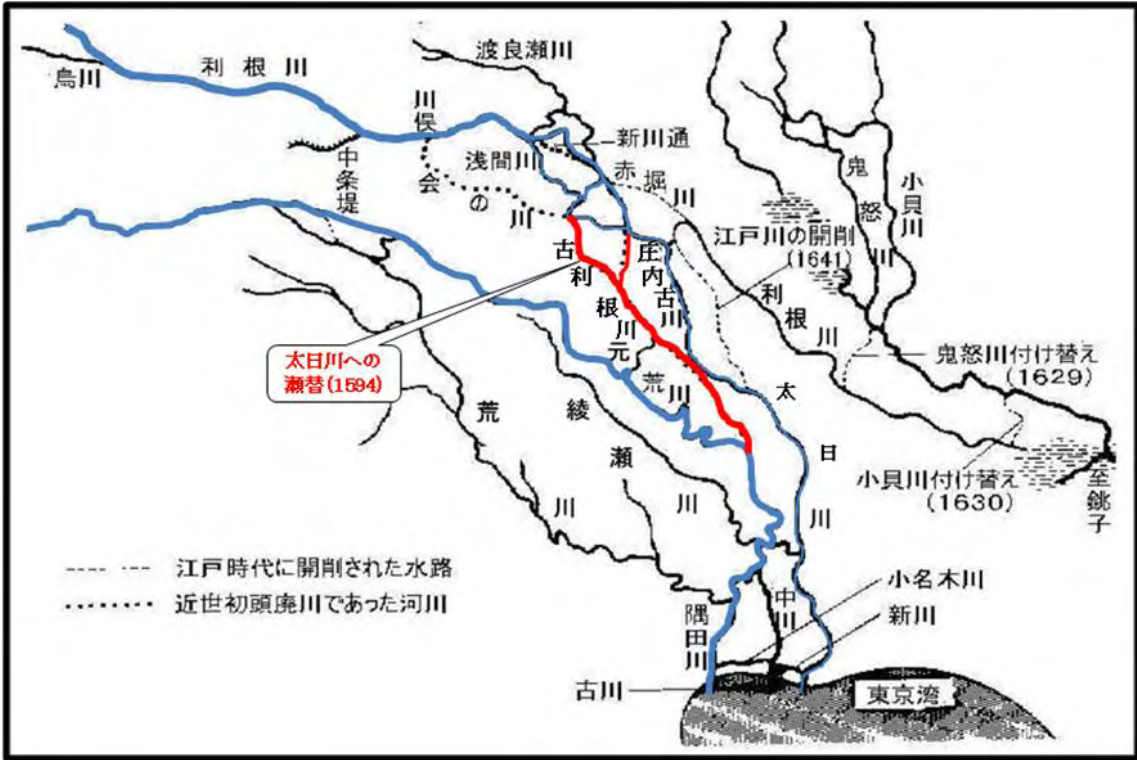 渡良瀬川
利根川
烏川
川俣
新川通
浅間川
赤堀川
会の川
中条堤
鬼怒川
小貝川
江戸川の開削
(1641)
古利根川
庄内古川
利根川
太日川への
瀬替(1594)
元荒川
鬼怒川付け替え
(1629)
太日川
荒川
綾瀬川
小貝川付け替え
(1630)
至銚子
江戸時代に開削された水路
近世初頭廃川であった河川
小名木川
中川
新川
隅田川
古川
東京湾